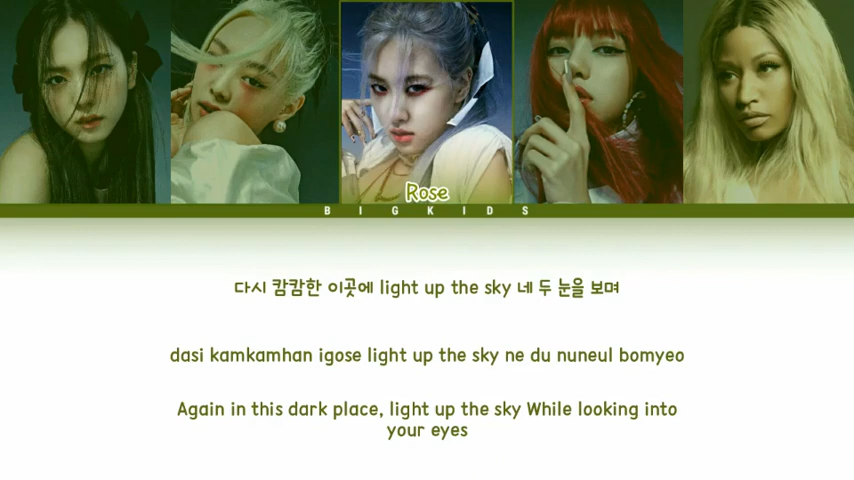 Rose
BIGKIDS
다시 캄캄한 이곳에 light up the sky 네 두 눈을 보며
dasi kamkamhan igose light up the sky ne du nuneul bomyeo
Again in this dark place, light up the sky While looking into
your eyes